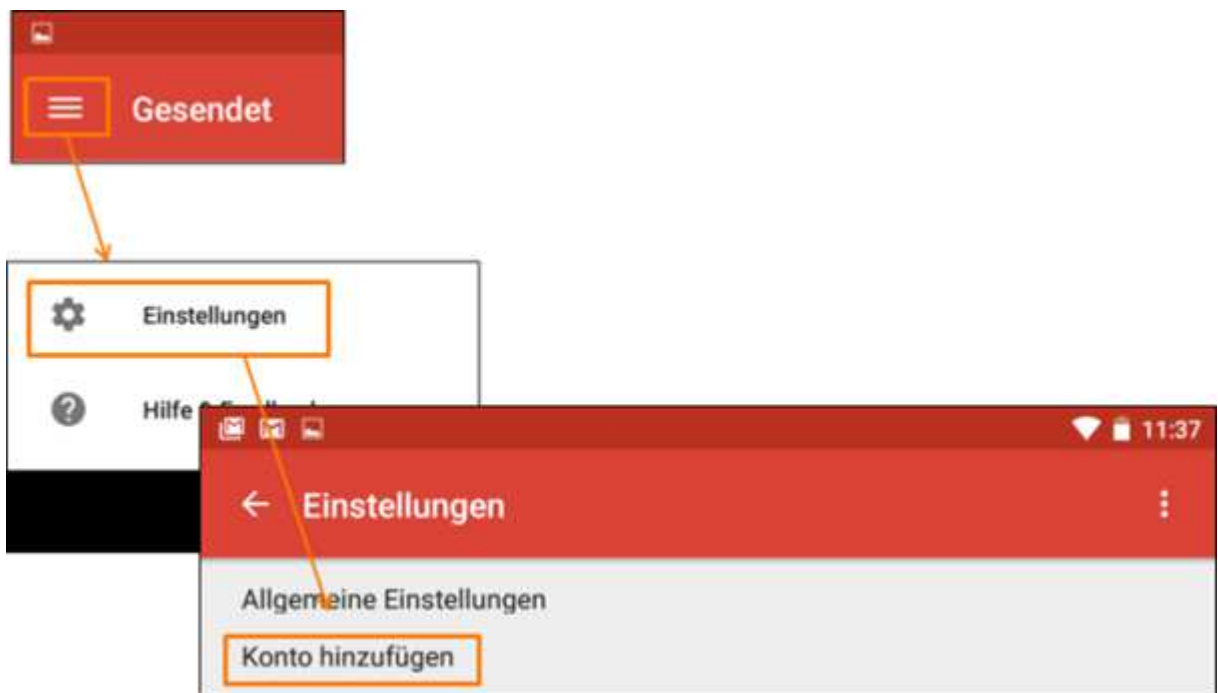 Gesendet
Einstellungen
Hilfe
11:37
Einstellungen
Allgemeine Einstellungen
Konto hinzufügen